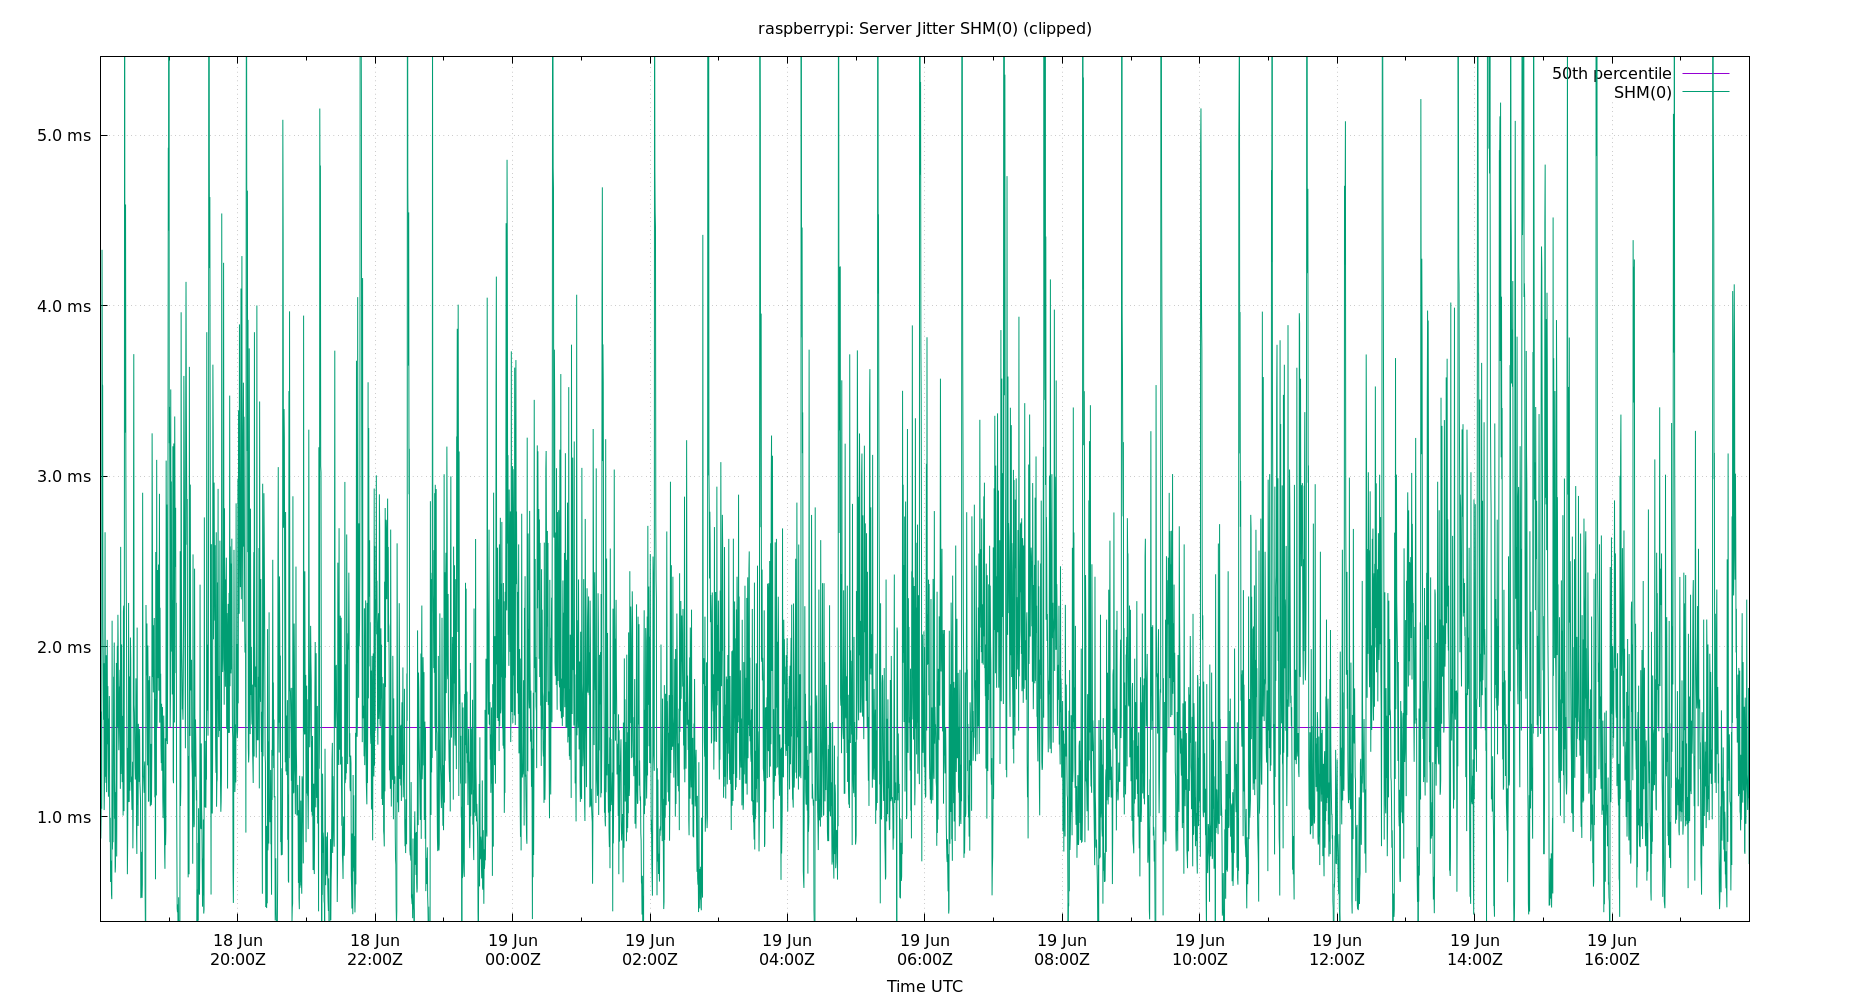 raspberrypi: Server Jitter SHM(0) (clipped)
50th percentile
SHM(0)
5.0 ms
4.0 ms
3.0 ms
2.0 ms
1.0 ms
18 Jun 18 Jun 19 Jun 19 Jun 19 Jun 19 Jun 19 Jun 19 Jun 19 Jun 19 Jun 19 Jun
20:00Z 22:00Z 00:00Z 02:00Z 04:00Z 06:00Z 08:00Z 10:00Z 12:00Z 14:00Z 16:00Z
Time UTC